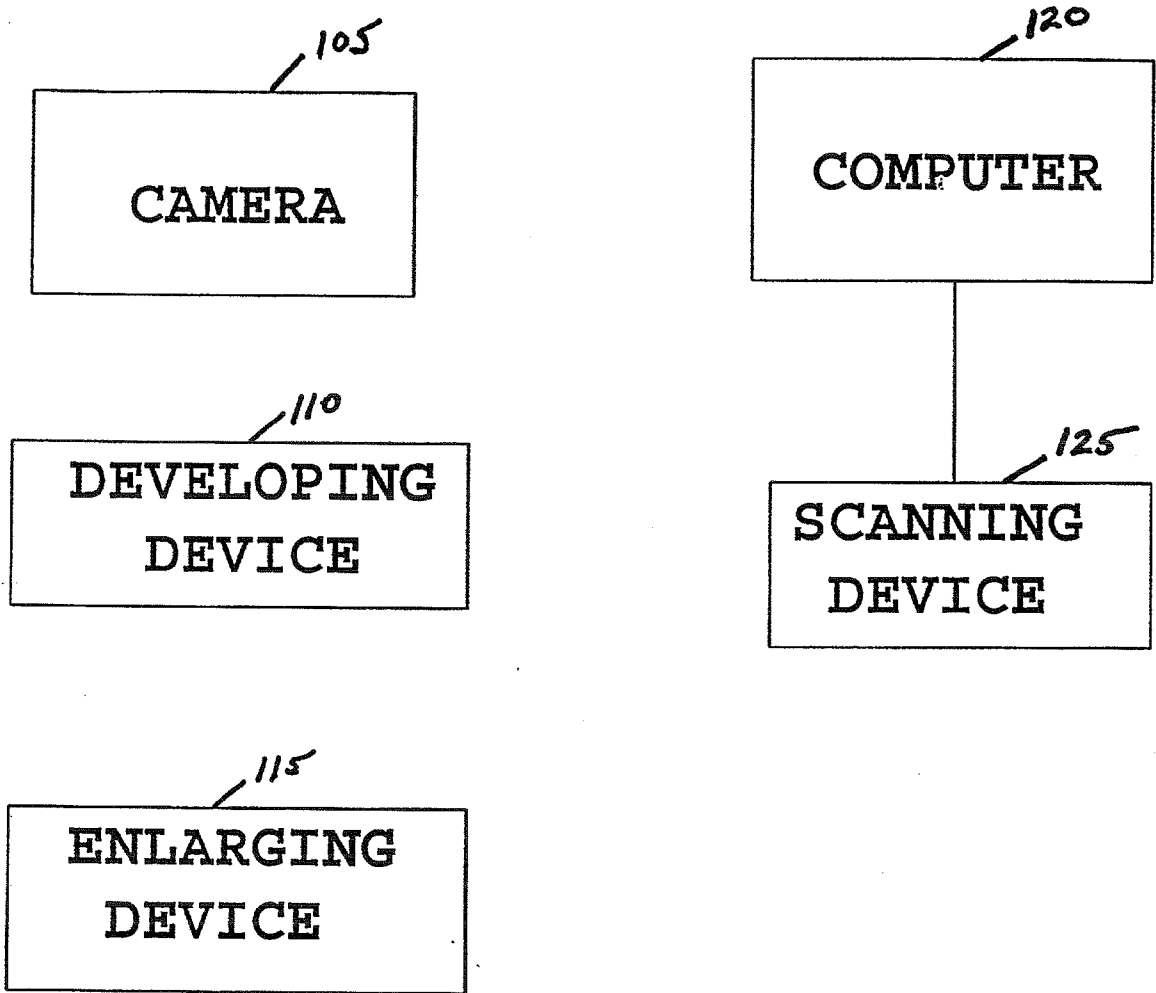 105
CAMERA
110
DEVELOPING
DEVICE
115
ENLARGING
DEVICE
120
COMPUTER
125
SCANNING
DEVICE